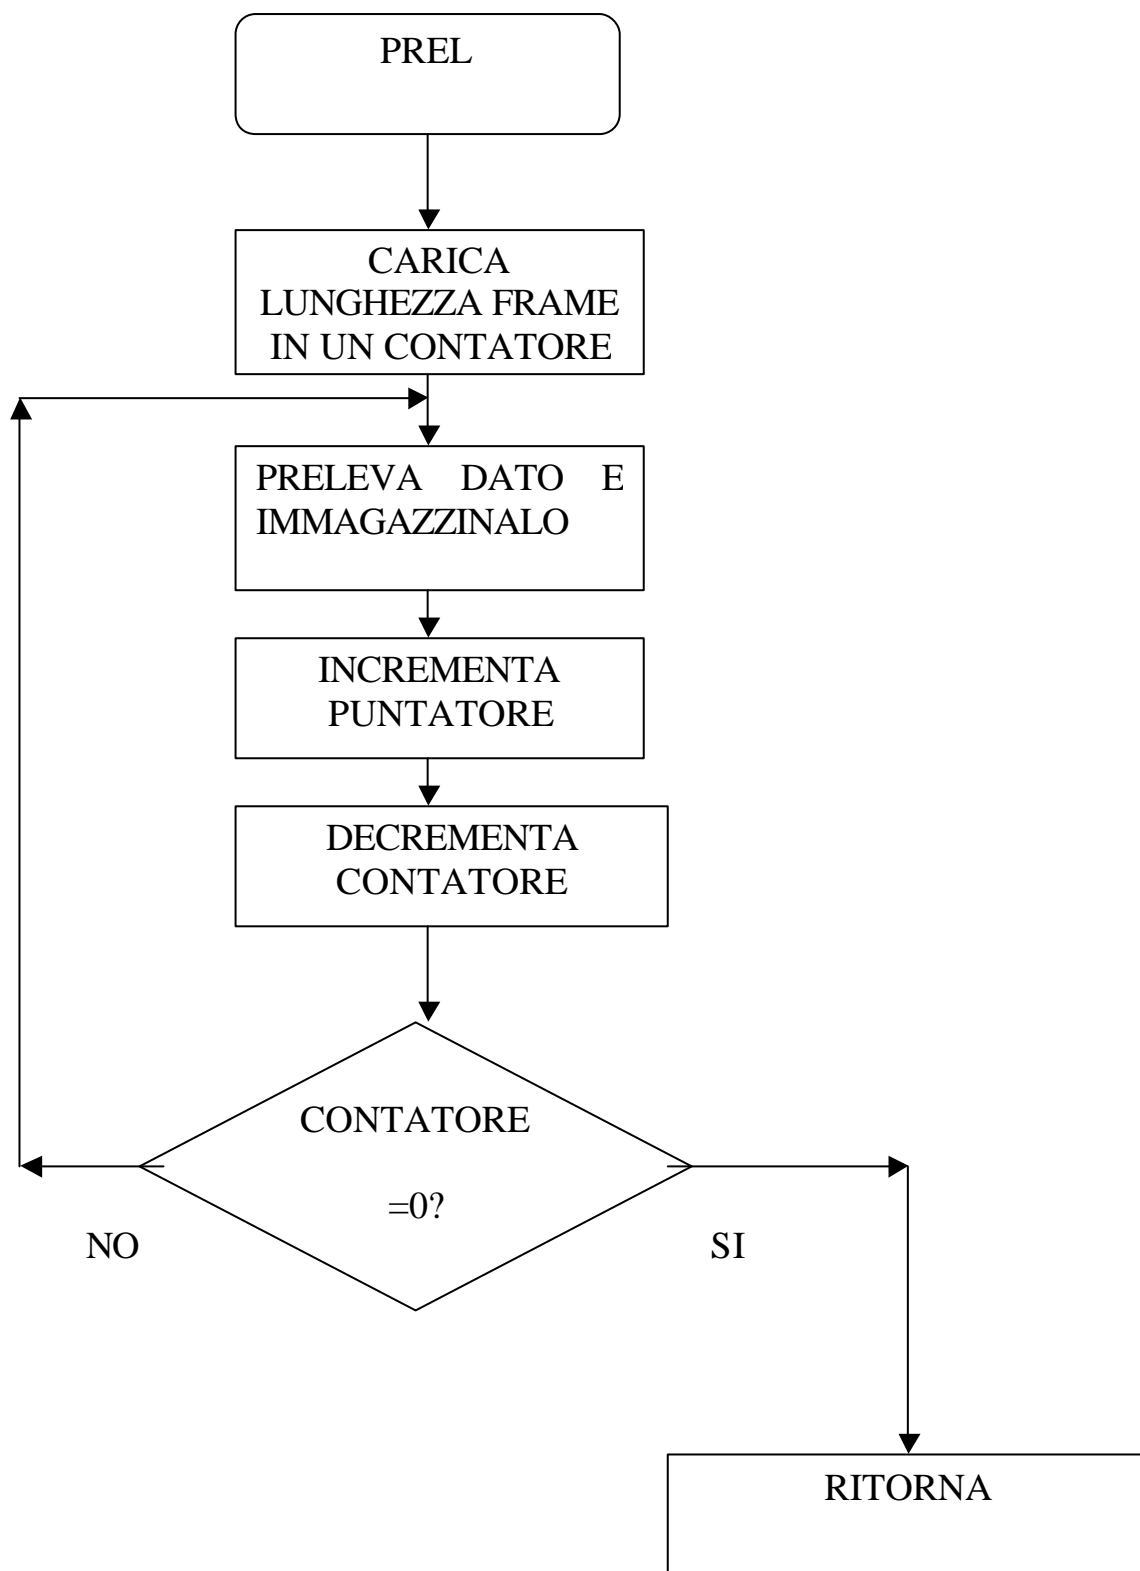 PREL
CARICA
LUNGHEZZA FRAME
IN UN CONTATORE
PRELEVA DATO E
IMMAGAZZINALO
INCREMENTA
PUNTATORE
DECREMENTA
CONTATORE
CONTATORE
=0?
NO
SI
RITORNA